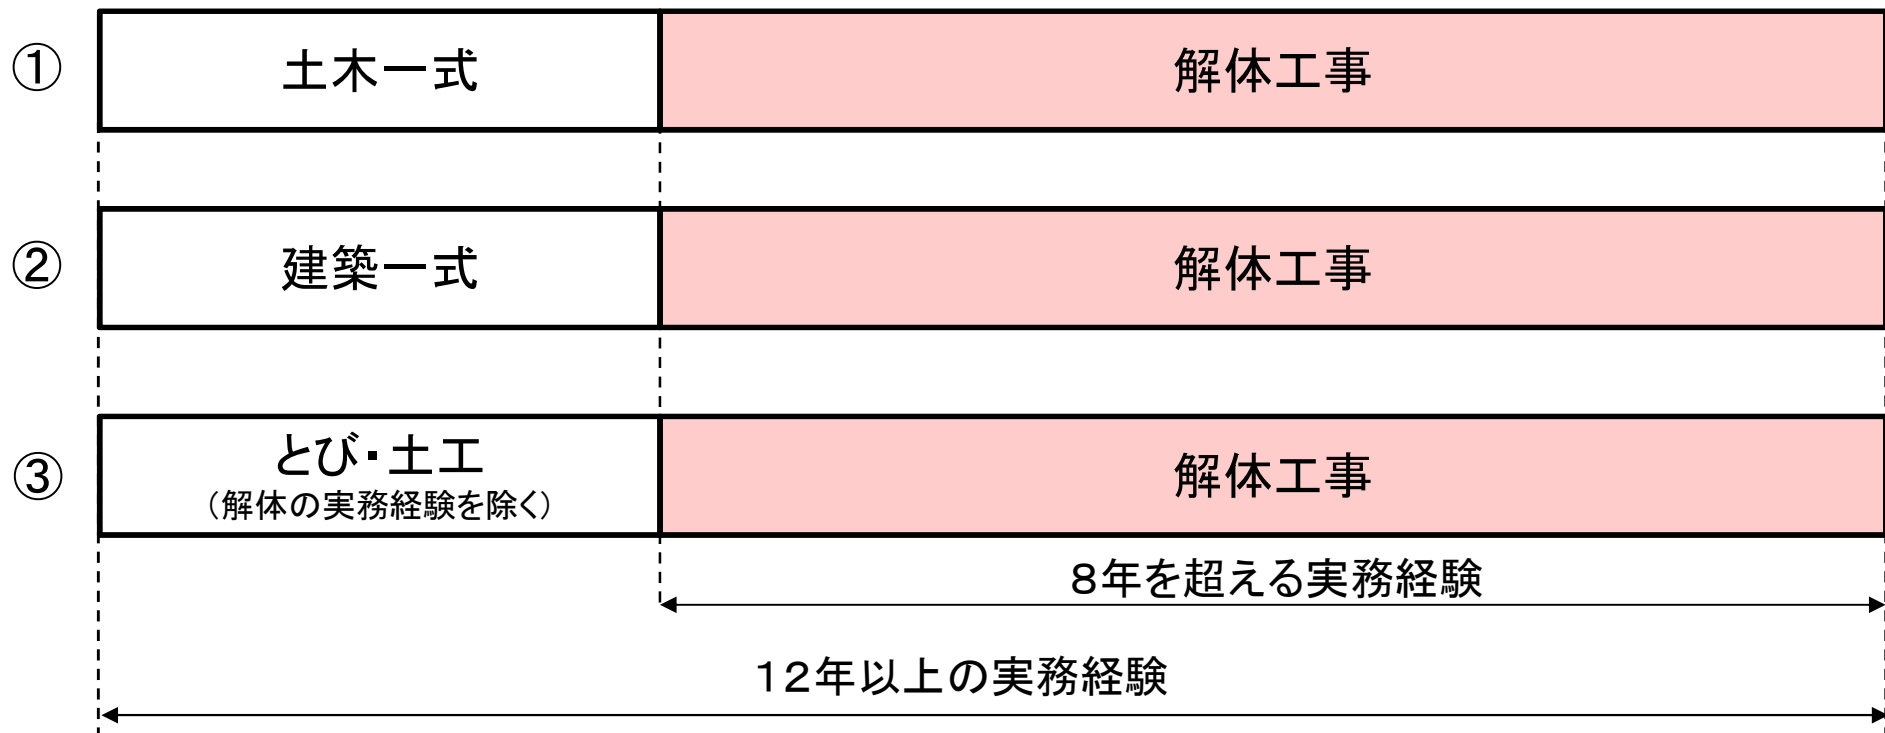 ①
土木一式
解体工事
②
建築一式
解体工事
③
とび・土工
（解体の実務経験を除く）
解体工事
８年を超える実務経験
１２年以上の実務経験